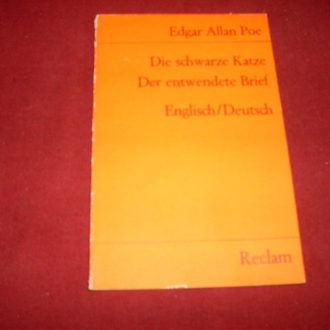 Edgar Allan Poe
Die schwarze Katze
Der entwendete Brief
Englisch/Deutsch
Reclam